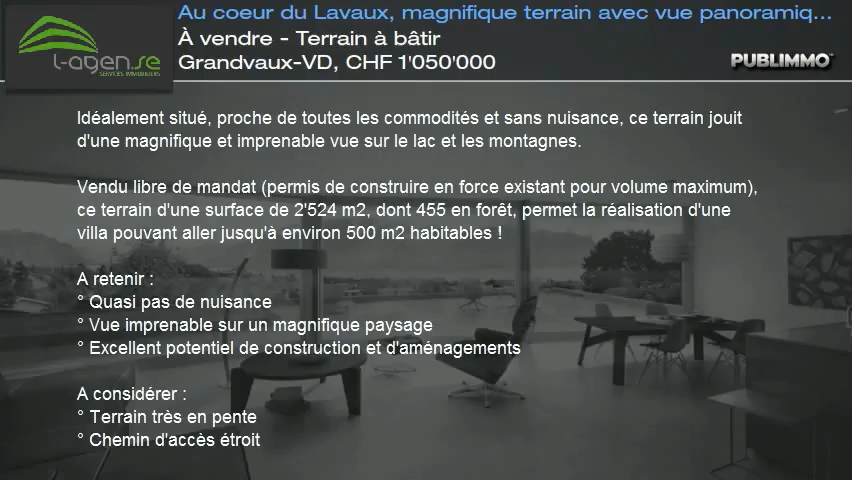 Au coeur du Lavaux, magnifique terrain avec vue panoramiq...
À vendre - Terrain à bâtir
Grandvaux-VD, CHF 1'050'000
l-agen.se
SERVICES IMMOBILIERS
PUBLIMMO
Idéalement situé, proche de toutes les commodités et sans nuisance, ce terrain jouit
d'une magnifique et imprenable vue sur le lac et les montagnes.
Vendu libre de mandat (permis de construire en force existant pour volume maximum),
ce terrain d'une surface de 2'524 m2, dont 455 en forêt, permet la réalisation d'une
villa pouvant aller jusqu'à environ 500 m2 habitables !
A retenir :
° Quasi pas de nuisance
° Vue imprenable sur un magnifique paysage
° Excellent potentiel de construction et d'aménagements
A considérer :
° Terrain très en pente
° Chemin d'accès étroit